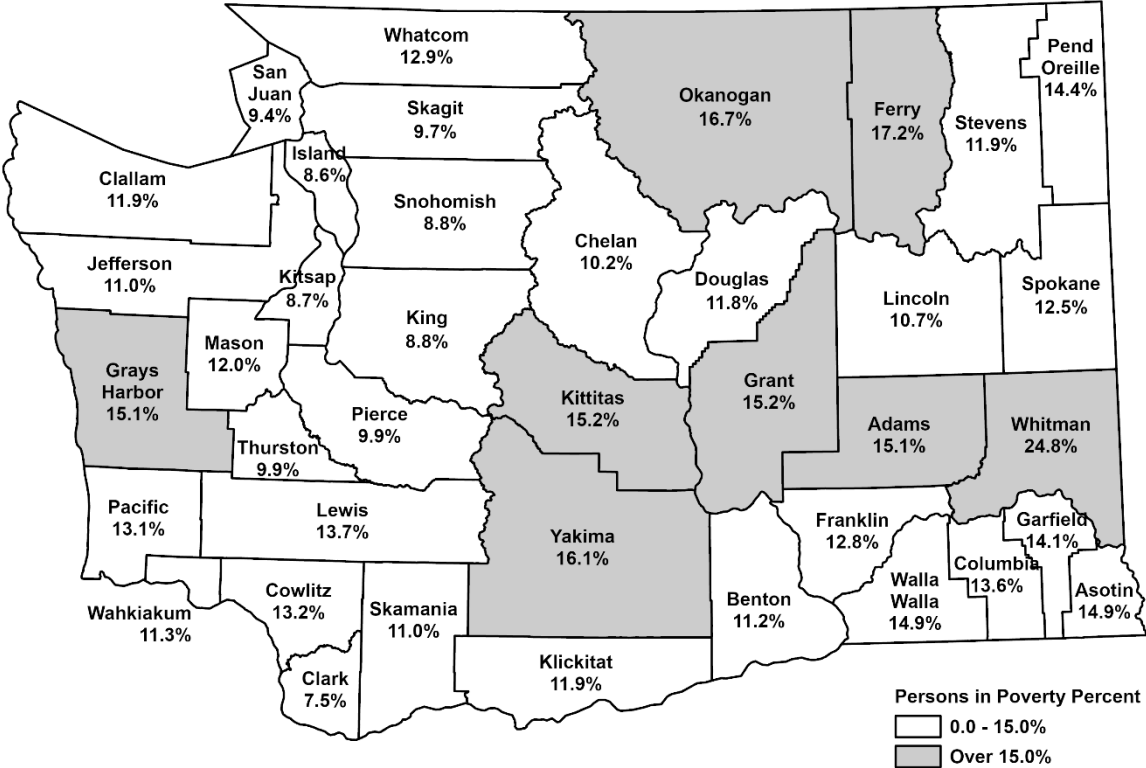 Whatcom
12.9%
San
Juan
9.4%
Skagit
9.7%
Okanogan
16.7%
Ferry
17.2%
Stevens
11.9%
Pend
Oreille
14.4%
Island
8.6%
Clallam
11.9%
Snohomish
8.8%
Chelan
10.2%
Jefferson
11.0%
Kitsap
8.7%
Douglas
11.8%
Lincoln
10.7%
Spokane
12.5%
King
8.8%
Mason
12.0%
Grays
Harbor
15.1%
Kittitas
15.2%
Grant
15.2%
Pierce
9.9%
Adams
15.1%
Whitman
24.8%
Thurston
9.9%
Pacific
13.1%
Lewis
13.7%
Yakima
16.1%
Franklin
12.8%
Garfield
14.1%
Columbia
13.6%
Walla
Walla
14.9%
Asotin
14.9%
Wahkiakum
11.3%
Cowlitz
13.2%
Skamania
11.0%
Benton
11.2%
Clark
7.5%
Klickitat
11.9%
Persons in Poverty Percent
0.0 - 15.0%
Over 15.0%